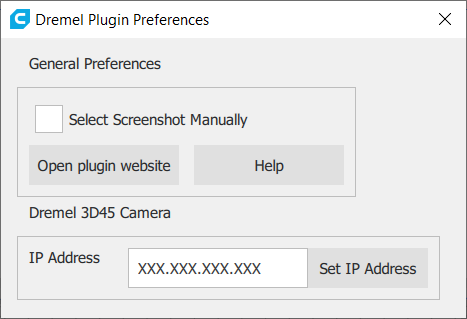 Dremel Plugin Preferences
General Preferences
Select Screenshot Manually
Open plugin website
Help
Dremel 3D45 Camera
IP Address
XXX.XXX.XXX.XXX
Set IP Address